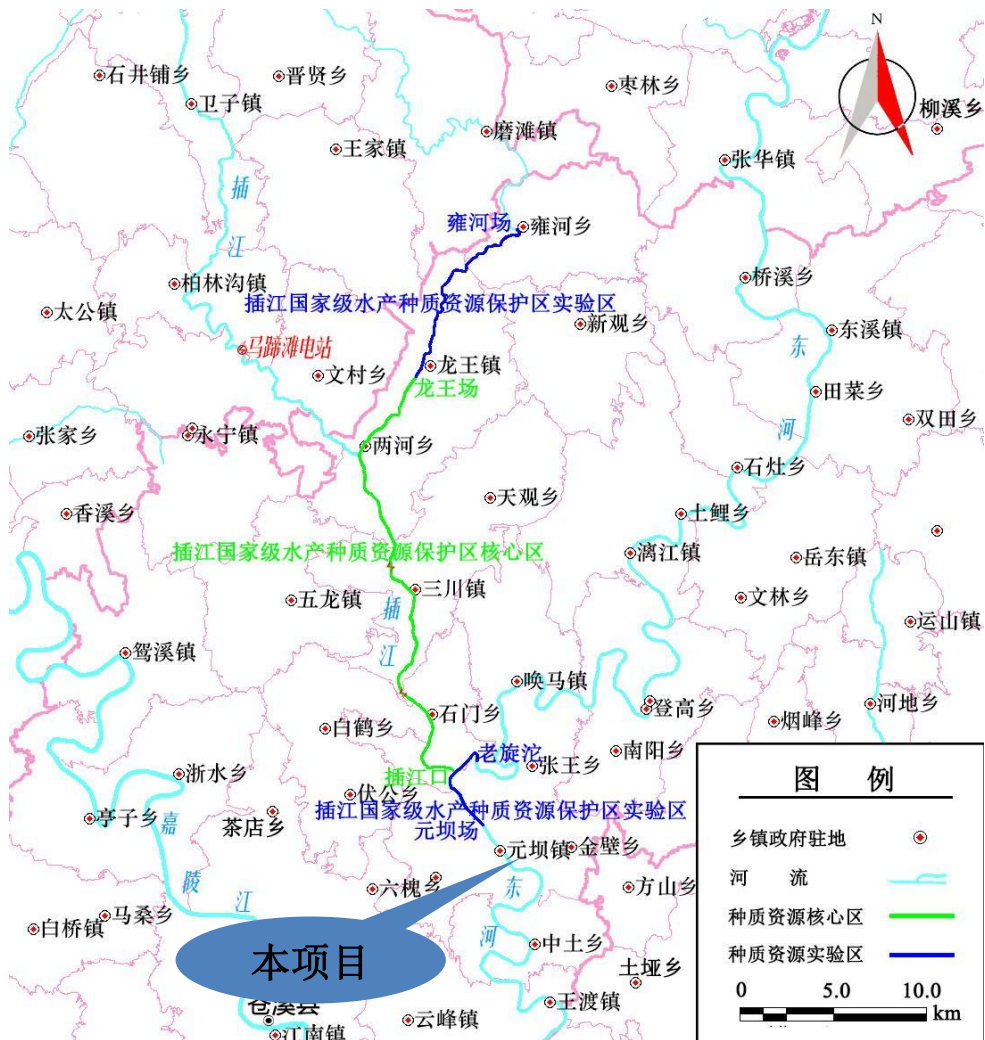 N
石井铺乡
晋贤乡
枣林乡
卫子镇
柳溪乡
磨滩镇
王家镇
张华镇
插
江
雍河场
雍河乡
柏林沟镇
桥溪乡
插江国家级水产种质资源保护区实验区
太公镇
新观乡
东溪镇
马蹄滩电站
东
河
文村乡
龙王镇
龙王场
田菜乡
双田乡
张家乡
永宁镇
两河乡
石灶乡
天观乡
香溪乡
土鲤乡
插江国家级水产种质资源保护区核心区
漓江镇
岳东镇
五龙镇
三川镇
文林乡
插
江
运山镇
鸳溪镇
唤马镇
登高乡
河地乡
白鹤乡
石门乡
烟峰乡
老旋沱
南阳乡
浙水乡
插江口
张王乡
伏公乡
插江国家级水产种质资源保护区实验区
亭子乡
嘉
陵
江
茶店乡
元坝场
元坝镇
金壁乡
六槐乡
东
河
方山乡
马桑乡
白桥镇
本项目
中土乡
土垭乡
王渡镇
苍溪县
江南镇
云峰镇
图 例
乡镇政府驻地
河 流
种质资源核心区
种质资源实验区
0 5.0 10.0 km